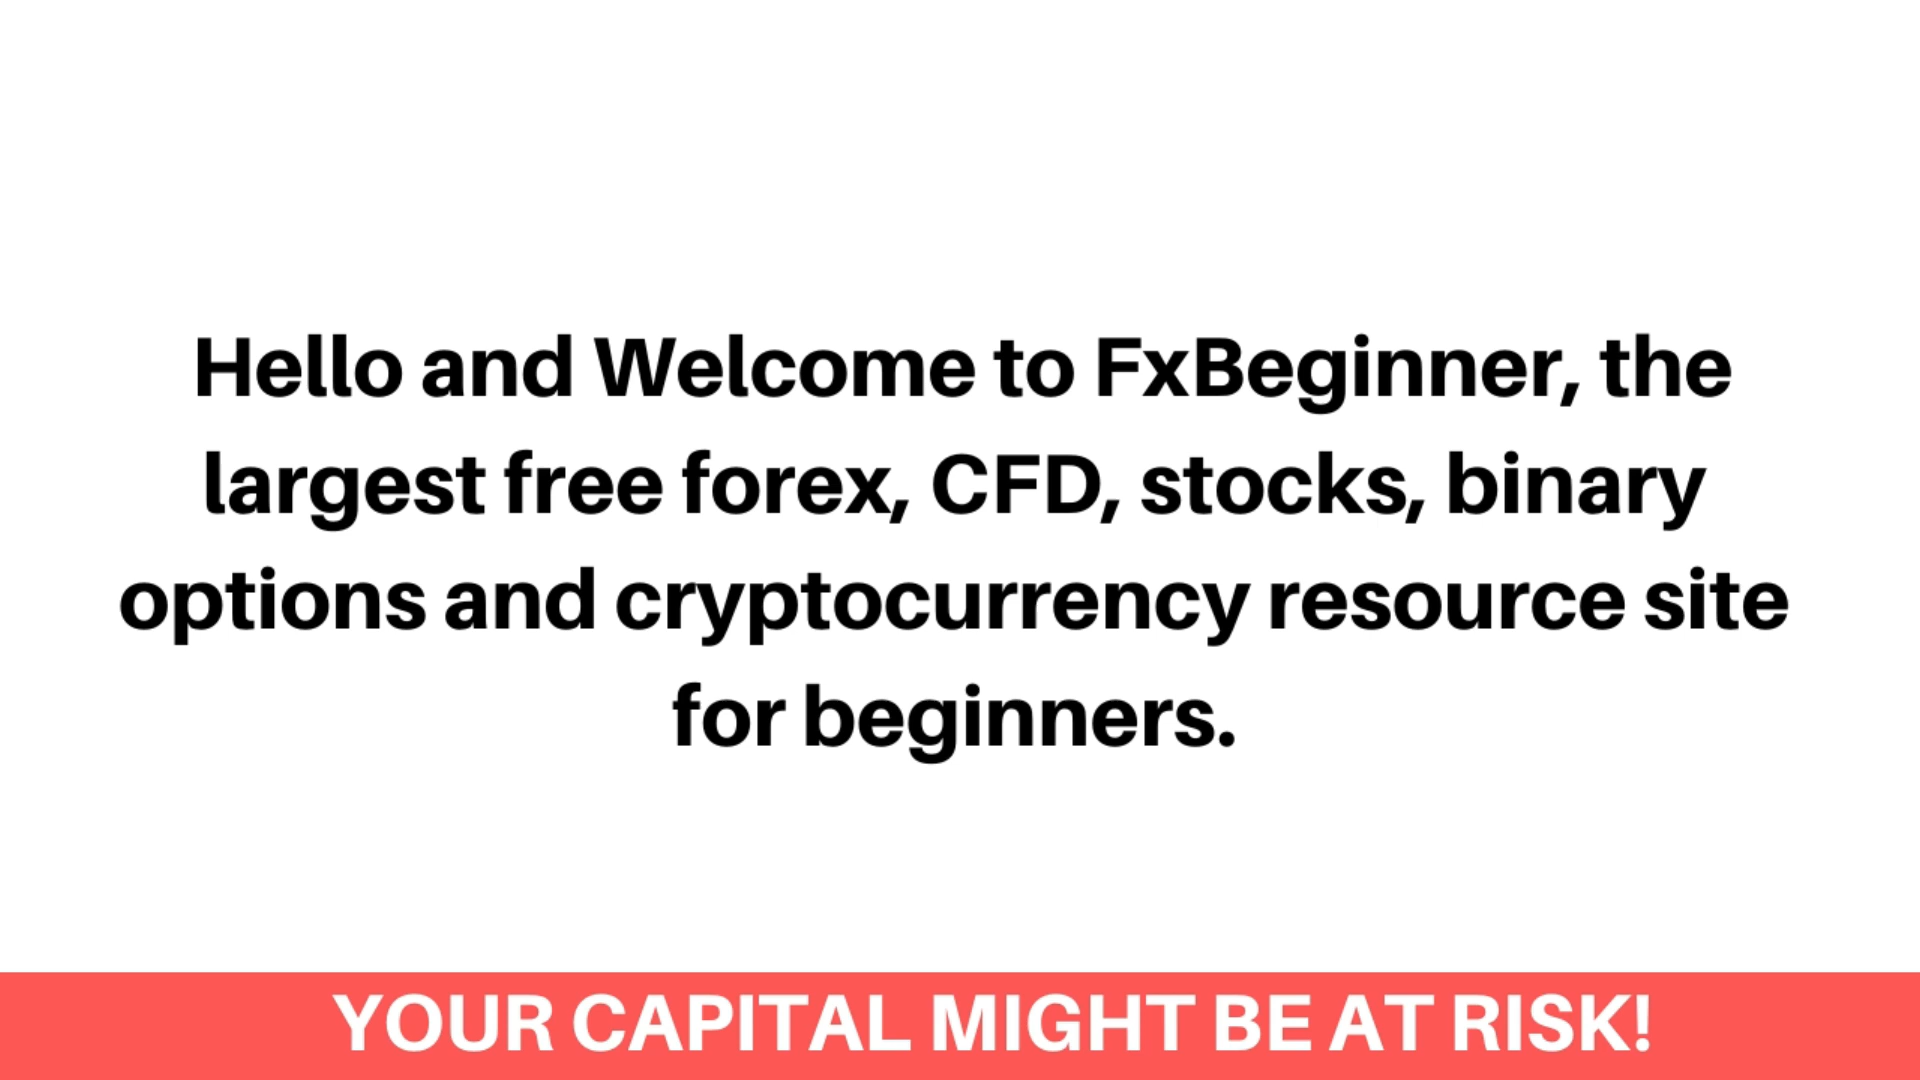 Hello and Welcome to FxBeginner, the
largest free forex, CFD, stocks, binary
options and cryptocurrency resource site
for beginners.
YOUR CAPITAL MIGHT BE AT RISK!